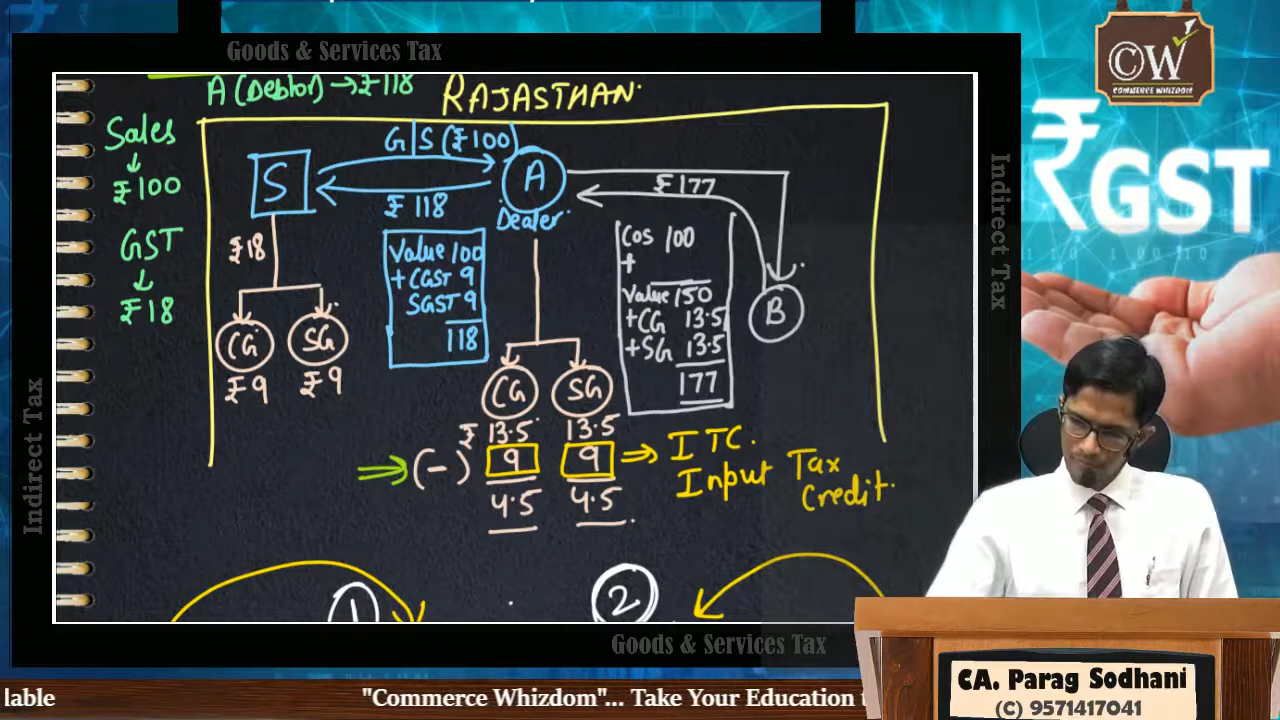 Goods & Services Tax
CW
COMMERCE WHIZDOM
A (Debtor) → ₹118
RAJASTHAN.
Sales
↓
₹100
GST
↓
₹18
S
G|S (₹100)
₹118
A
Dealer.
₹177
B
₹18
CG
₹9
SG
₹9
Value 100
+ CGST 9
SGST 9
118
Cos 100
+
Value 150
+CG 13.5
+SG 13.5
177
CG
SG
₹ 13.5
13.5
⇒ (-) 9
9 ⇒ ITC.
Input Tax
Credit.
4.5
4.5
1
2
₹GST
Indirect Tax
Indirect Tax
Goods & Services Tax
CA. Parag Sodhani
(C) 9571417041
lable
"Commerce Whizdom"... Take Your Education t